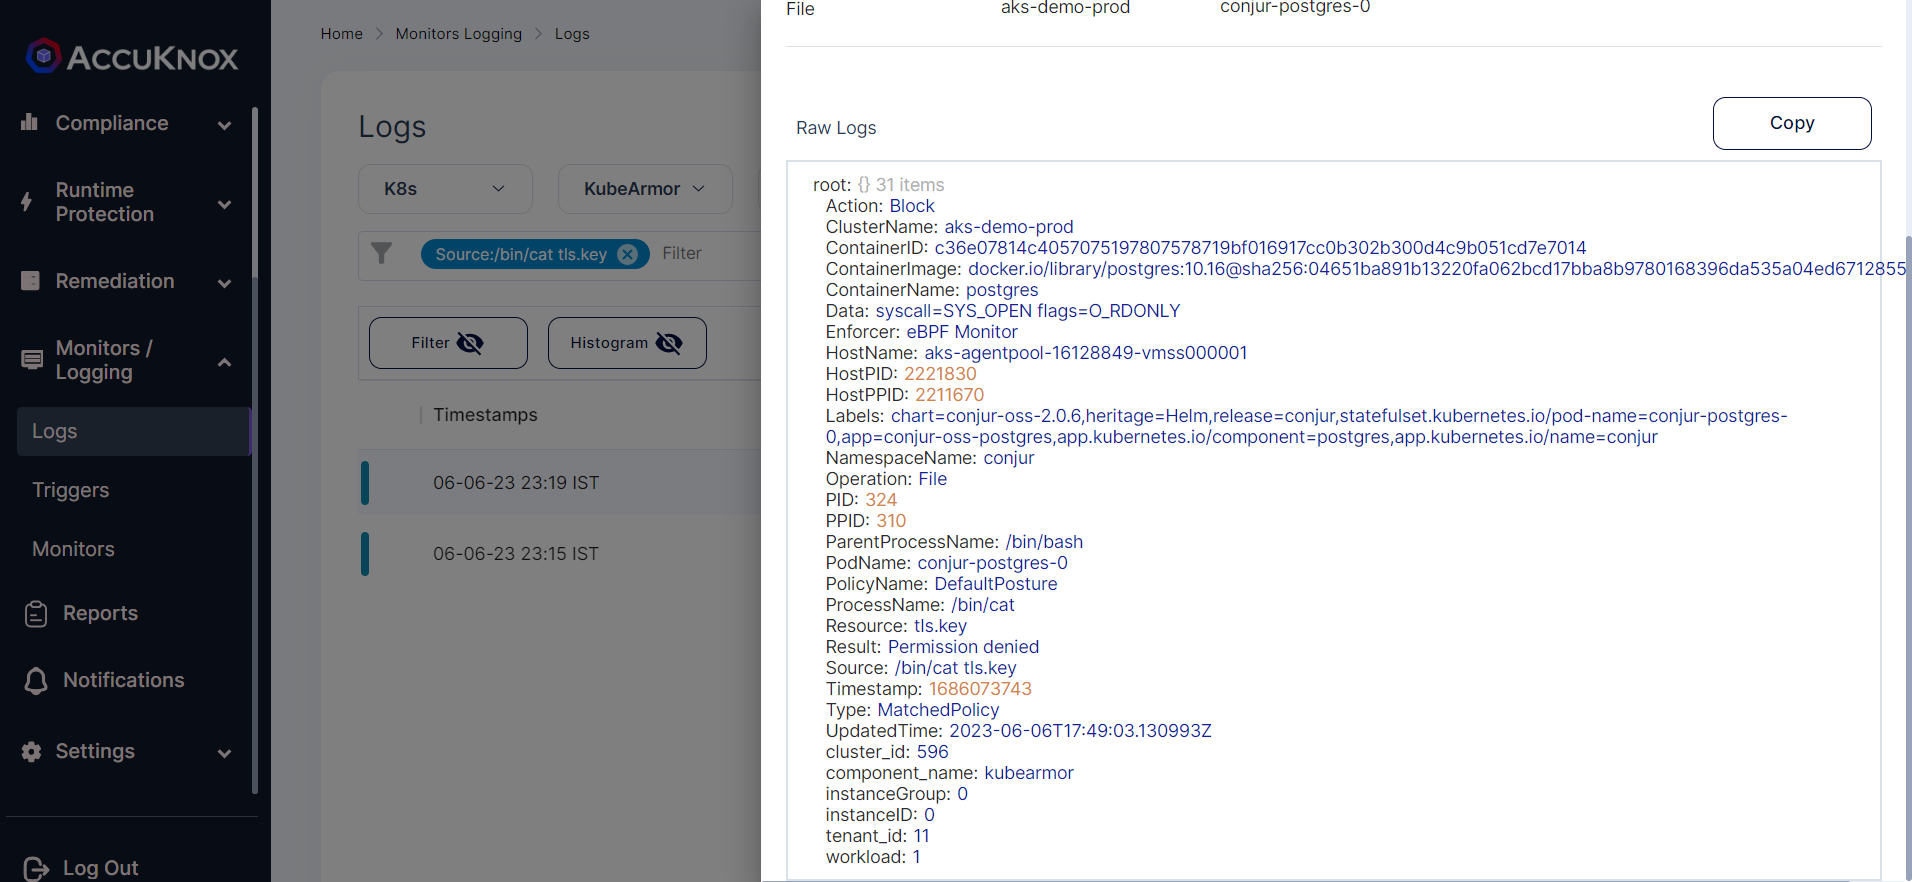 ACCUKNOX
Compliance
Runtime
Protection
Remediation
Monitors /
Logging
Logs
Triggers
Monitors
Reports
Notifications
Settings
Log Out
Home > Monitors Logging > Logs
Logs
K8s
KubeArmor
Source:/bin/cat tls.key
Filter
Filter
Histogram
Timestamps
06-06-23 23:19 IST
06-06-23 23:15 IST
File aks-demo-prod conjur-postgres-0
Raw Logs
Copy
root: {} 31 items
Action: Block
ClusterName: aks-demo-prod
ContainerID: c36e07814c4057075197807578719bf016917cc0b302b300d4c9b051cd7e7014
ContainerImage: docker.io/library/postgres:10.16@sha256:04651ba891b13220fa062bcd17bba8b9780168396da535a04ed6712855
ContainerName: postgres
Data: syscall=SYS_OPEN flags=O_RDONLY
Enforcer: eBPF Monitor
HostName: aks-agentpool-16128849-vmss000001
HostPID: 2221830
HostPPID: 2211670
Labels: chart=conjur-oss-2.0.6,heritage=Helm,release=conjur,statefulset.kubernetes.io/pod-name=conjur-postgres-
0,app=conjur-oss-postgres,app.kubernetes.io/component=postgres,app.kubernetes.io/name=conjur
NamespaceName: conjur
Operation: File
PID: 324
PPID: 310
ParentProcessName: /bin/bash
PodName: conjur-postgres-0
PolicyName: DefaultPosture
ProcessName: /bin/cat
Resource: tls.key
Result: Permission denied
Source: /bin/cat tls.key
Timestamp: 1686073743
Type: MatchedPolicy
UpdatedTime: 2023-06-06T17:49:03.130993Z
cluster_id: 596
component_name: kubearmor
instanceGroup: 0
instanceID: 0
tenant_id: 11
workload: 1